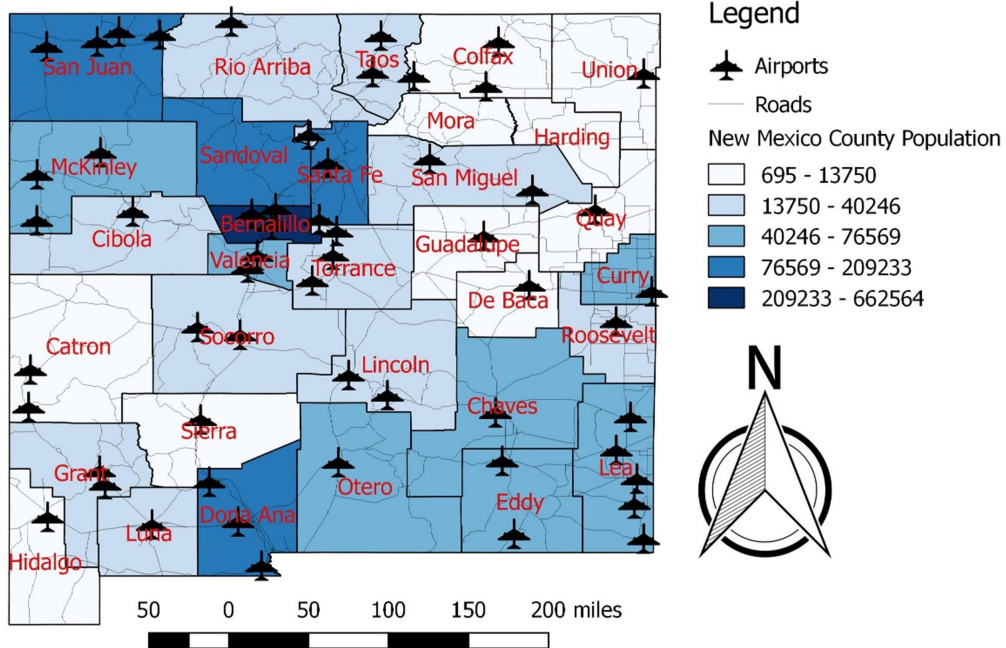 Legend
Airports
Roads
New Mexico County Population
695 - 13750
13750 - 40246
40246 - 76569
76569 - 209233
209233 - 662564
N
San Juan
Rio Arriba
Taos
Colfax
Union
Mora
Harding
McKinley
Sandoval
Santa Fe
San Miguel
Cibola
Bernalillo
Guadalupe
Quay
Valencia
Torrance
De Baca
Curry
Catron
Socorro
Lincoln
Roosevelt
Sierra
Chaves
Grant
Otero
Lea
Luna
Dona Ana
Eddy
Hidalgo
50 0 50 100 150 200 miles